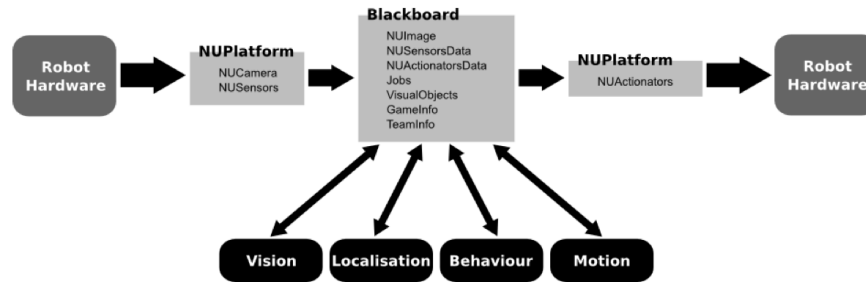 Robot
Hardware
NUPlatform
NUCamera
NUSensors
Blackboard
NUImage
NUSensorsData
NUActionatorsData
Jobs
VisualObjects
GameInfo
TeamInfo
NUPlatform
NUActionators
Robot
Hardware
Vision
Localisation
Behaviour
Motion